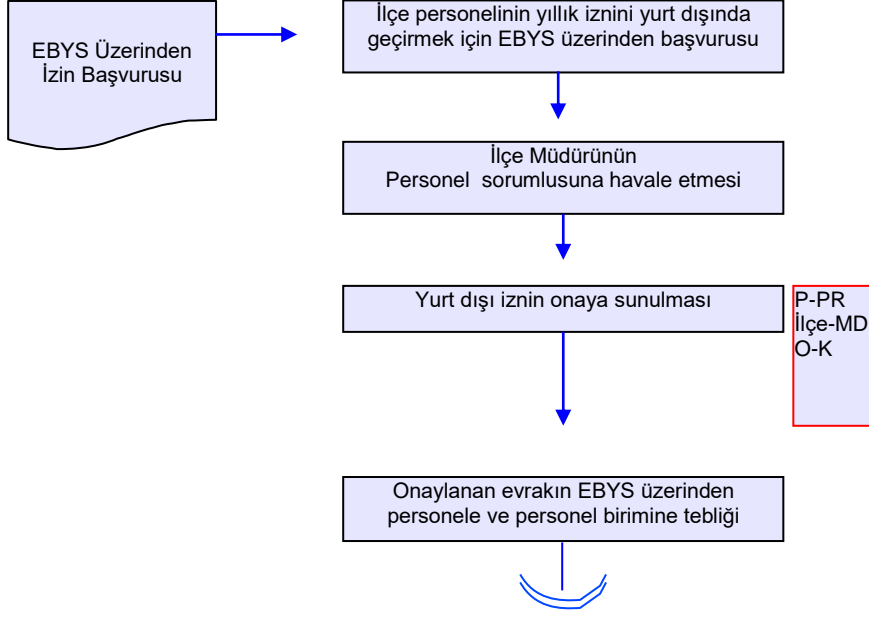 EBYS Üzerinden
İzin Başvurusu
İlçe personelinin yıllık iznini yurt dışında
geçirmek için EBYS üzerinden başvurusu
İlçe Müdürünün
Personel sorumlusuna havale etmesi
Yurt dışı iznin onaya sunulması
P-PR
İlçe-MD
O-K
Onaylanan evrakın EBYS üzerinden
personele ve personel birimine tebliği